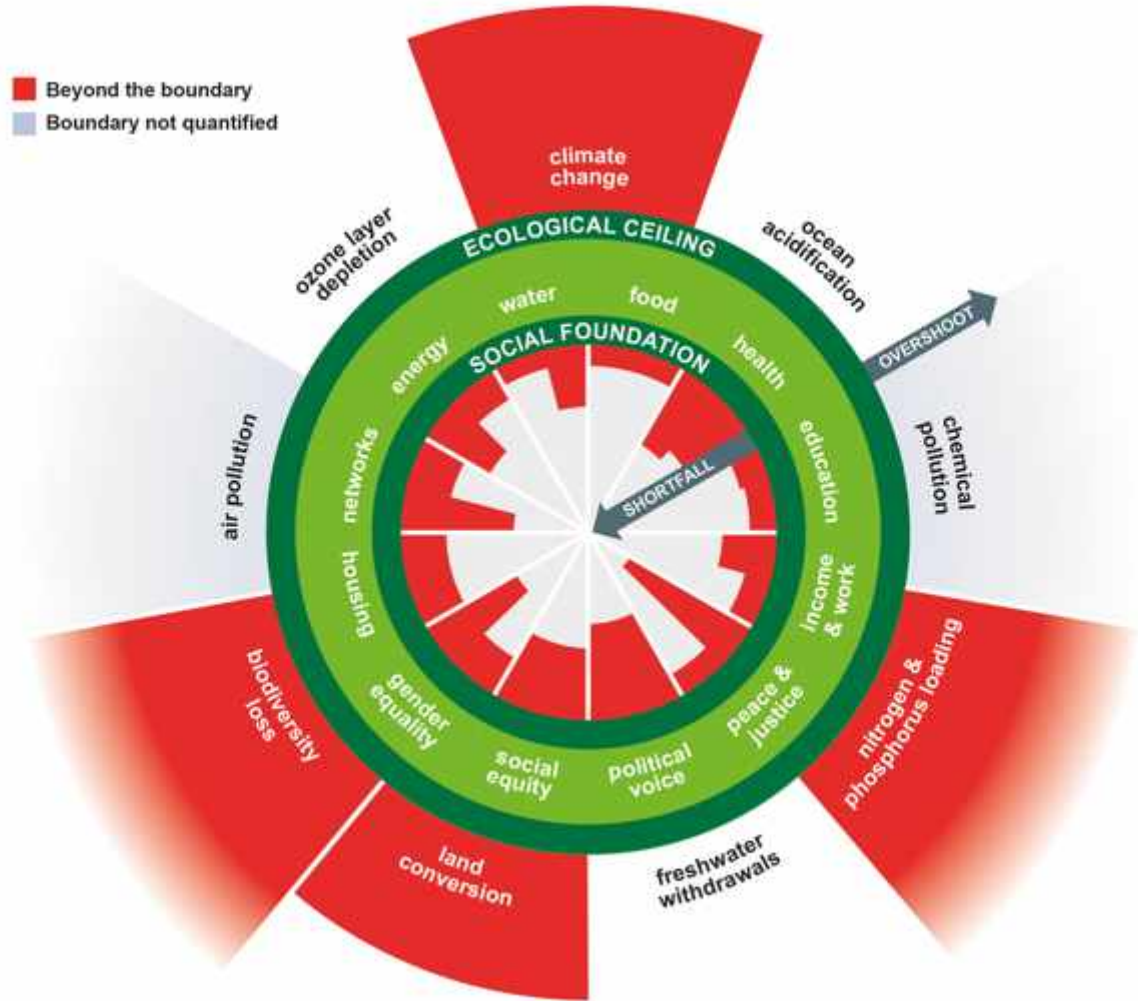 Beyond the boundary
Boundary not quantified
climate
change
ozone layer
depletion
ocean
acidification
ECOLOGICAL CEILING
water
food
energy
health
SOCIAL FOUNDATION
OVERSHOOT
SHORTFALL
networks
education
air pollution
chemical
pollution
housing
income
& work
biodiversity
loss
gender
equality
social
equity
political
voice
peace &
justice
nitrogen &
phosphorus loading
land
conversion
freshwater
withdrawals